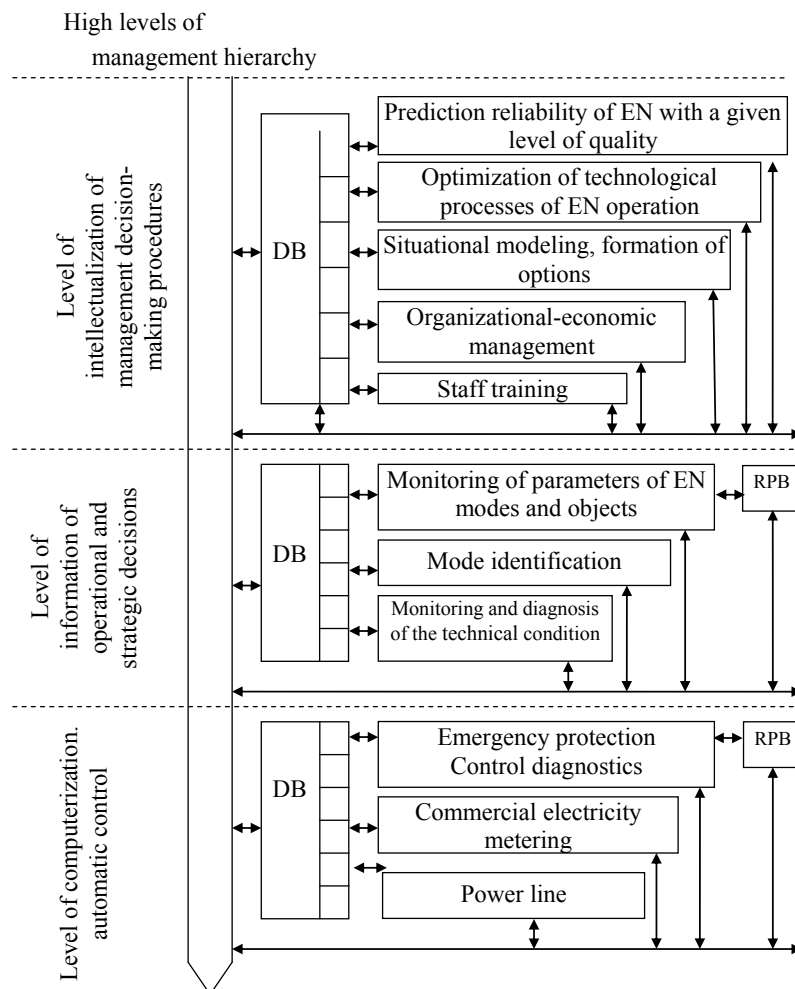 High levels of
management hierarchy
Level of
intellectualization of
management decision-
making procedures
DB
Prediction reliability of EN with a given
level of quality
Optimization of technological
processes of EN operation
Situational modeling, formation of
options
Organizational-economic
management
Staff training
Level of
information of
operational and
strategic decisions
DB
Monitoring of parameters of EN
modes and objects
RPB
Mode identification
Monitoring and diagnosis
of the technical condition
Level of computerization.
automatic control
DB
Emergency protection
Control diagnostics
RPB
Commercial electricity
metering
Power line